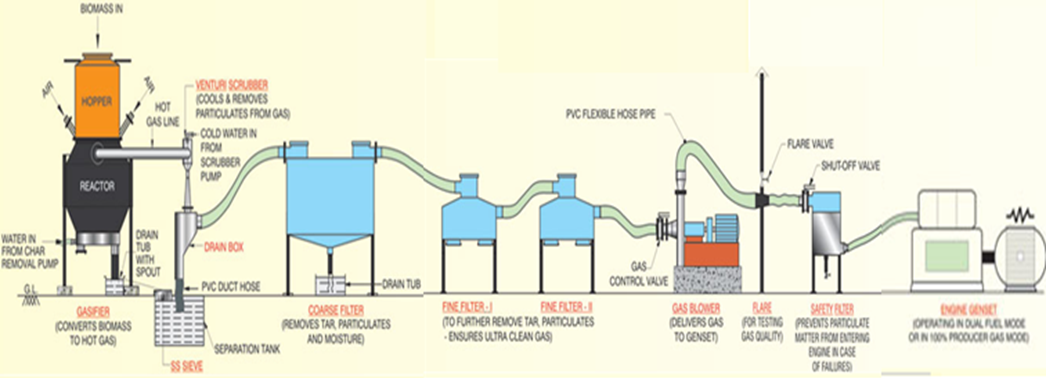 BIOMASS IN
AIR
HOPPER
AIR
HOT
GAS LINE
VENTURI SCRUBBER
(COOLS & REMOVES
PARTICULATES FROM GAS)
COLD WATER IN
FROM
SCRUBBER
PUMP
REACTOR
WATER IN
FROM CHAR
REMOVAL PUMP
DRAIN
TUB
WITH
SPOUT
DRAIN BOX
G.L.
PVC DUCT HOSE
GASIFIER
(CONVERTS BIOMASS
TO HOT GAS)
SEPARATION TANK
SS SIEVE
DRAIN TUB
COARSE FILTER
(REMOVES TAR, PARTICULATES
AND MOISTURE)
FINE FILTER - I
FINE FILTER - II
(TO FURTHER REMOVE TAR, PARTICULATES
- ENSURES ULTRA CLEAN GAS)
PVC FLEXIBLE HOSE PIPE
GAS
CONTROL VALVE
GAS BLOWER
(DELIVERS GAS
TO GENSET)
FLARE VALVE
SHUT-OFF VALVE
FLARE
(FOR TESTING
GAS QUALITY)
SAFETY FILTER
(PREVENTS PARTICULATE
MATTER FROM ENTERING
ENGINE IN CASE
OF FAILURES)
ENGINE GENSET
(OPERATING IN DUAL FUEL MODE
OR IN 100% PRODUCER GAS MODE)